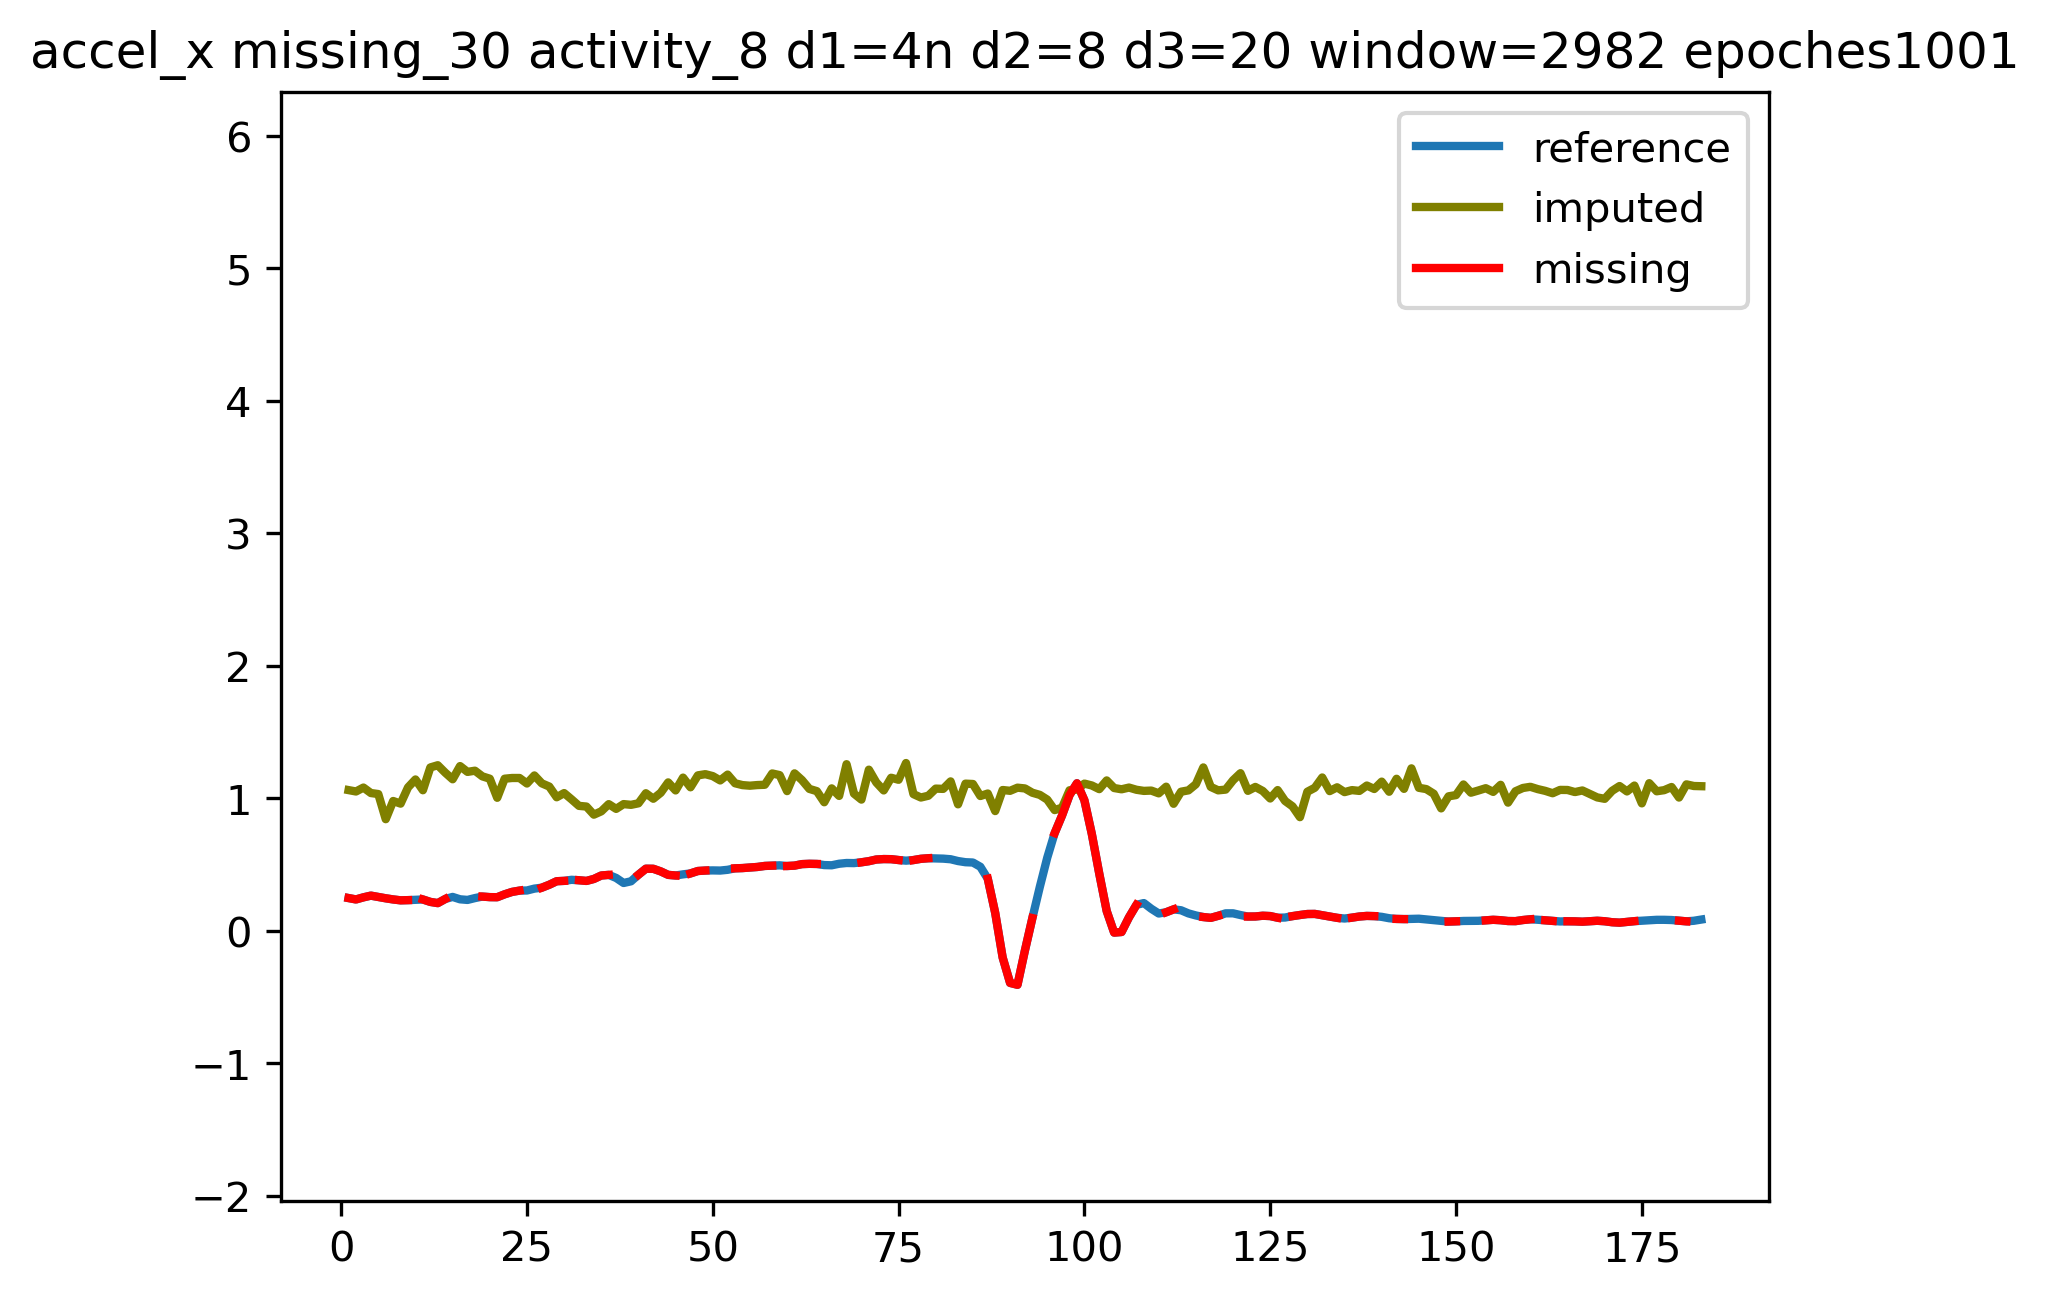 accel_x missing_30 activity_8 d1=4n d2=8 d3=20 window=2982 epoches1001
reference
imputed
missing
6
5
4
3
2
1
0
−1
−2
0 25 50 75 100 125 150 175